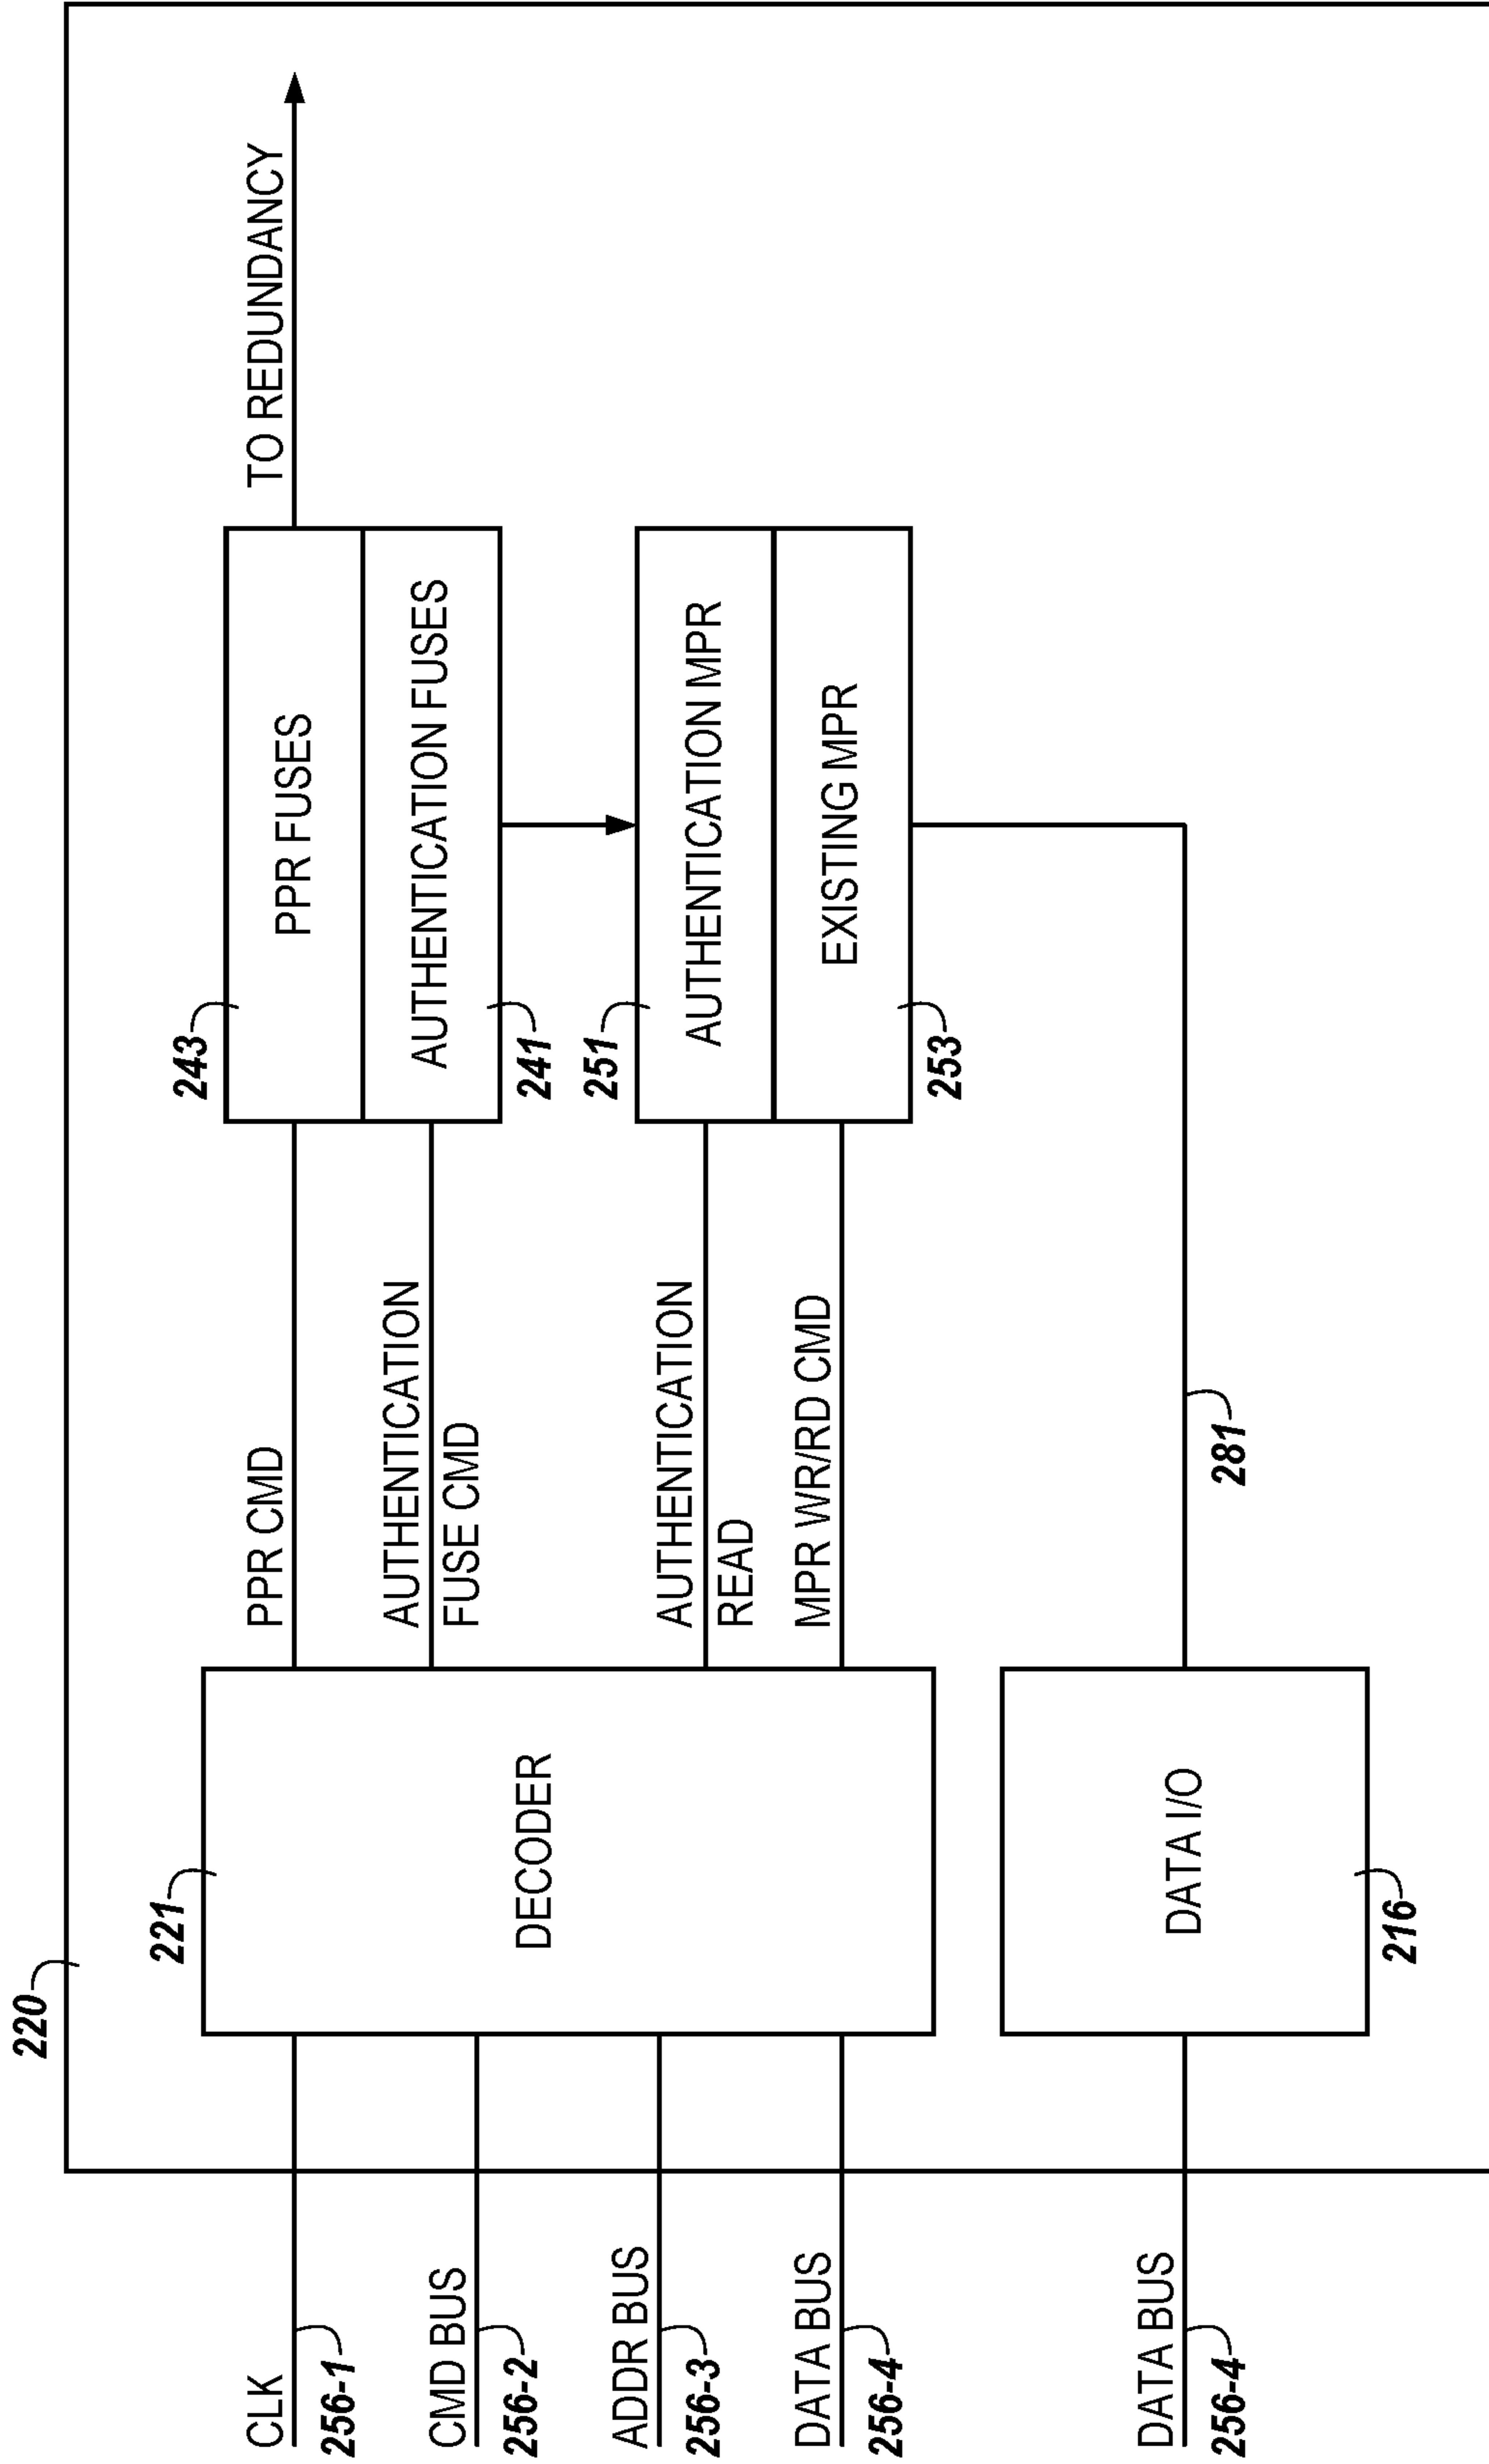 220
CLK
256-1
CMD BUS
256-2
ADDR BUS
256-3
DATA BUS
256-4
DATA BUS
256-4
221
DECODER
DATA I/O
216
PPR CMD
AUTHENTICATION
FUSE CMD
AUTHENTICATION
READ
MPR WR/RD CMD
281
243
PPR FUSES
AUTHENTICATION FUSES
241
251
AUTHENTICATION MPR
EXISTING MPR
253
TO REDUNDANCY